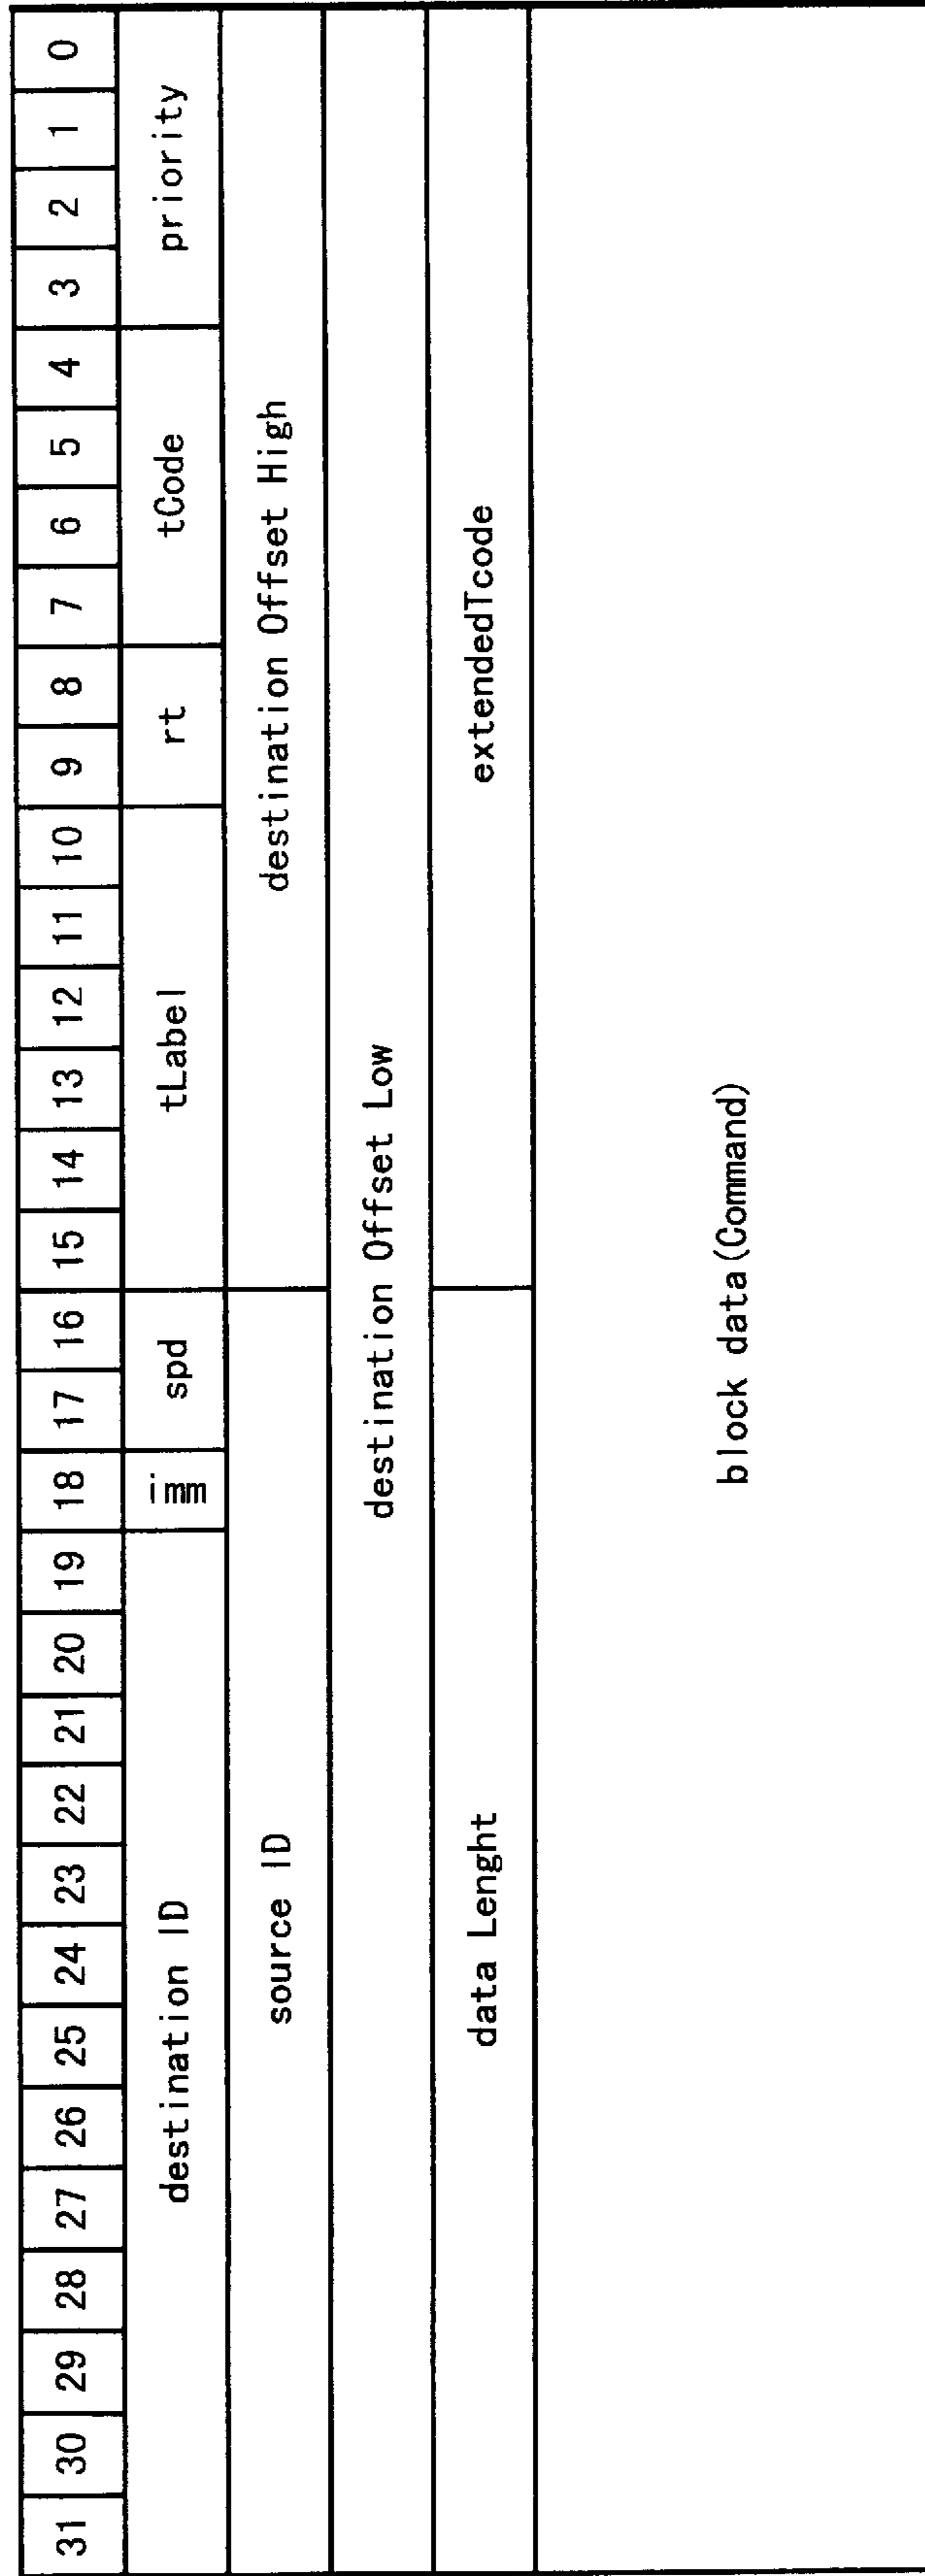 31 30 29 28 27 26 25 24 23 22 21 20 19 18 17 16 15 14 13 12 11 10 9 8 7 6 5 4 3 2 1 0
destination ID imm spd tLabel rt tCode priority
source ID destination Offset High
destination Offset Low
data Lenght extendedTcode
block data(Command)